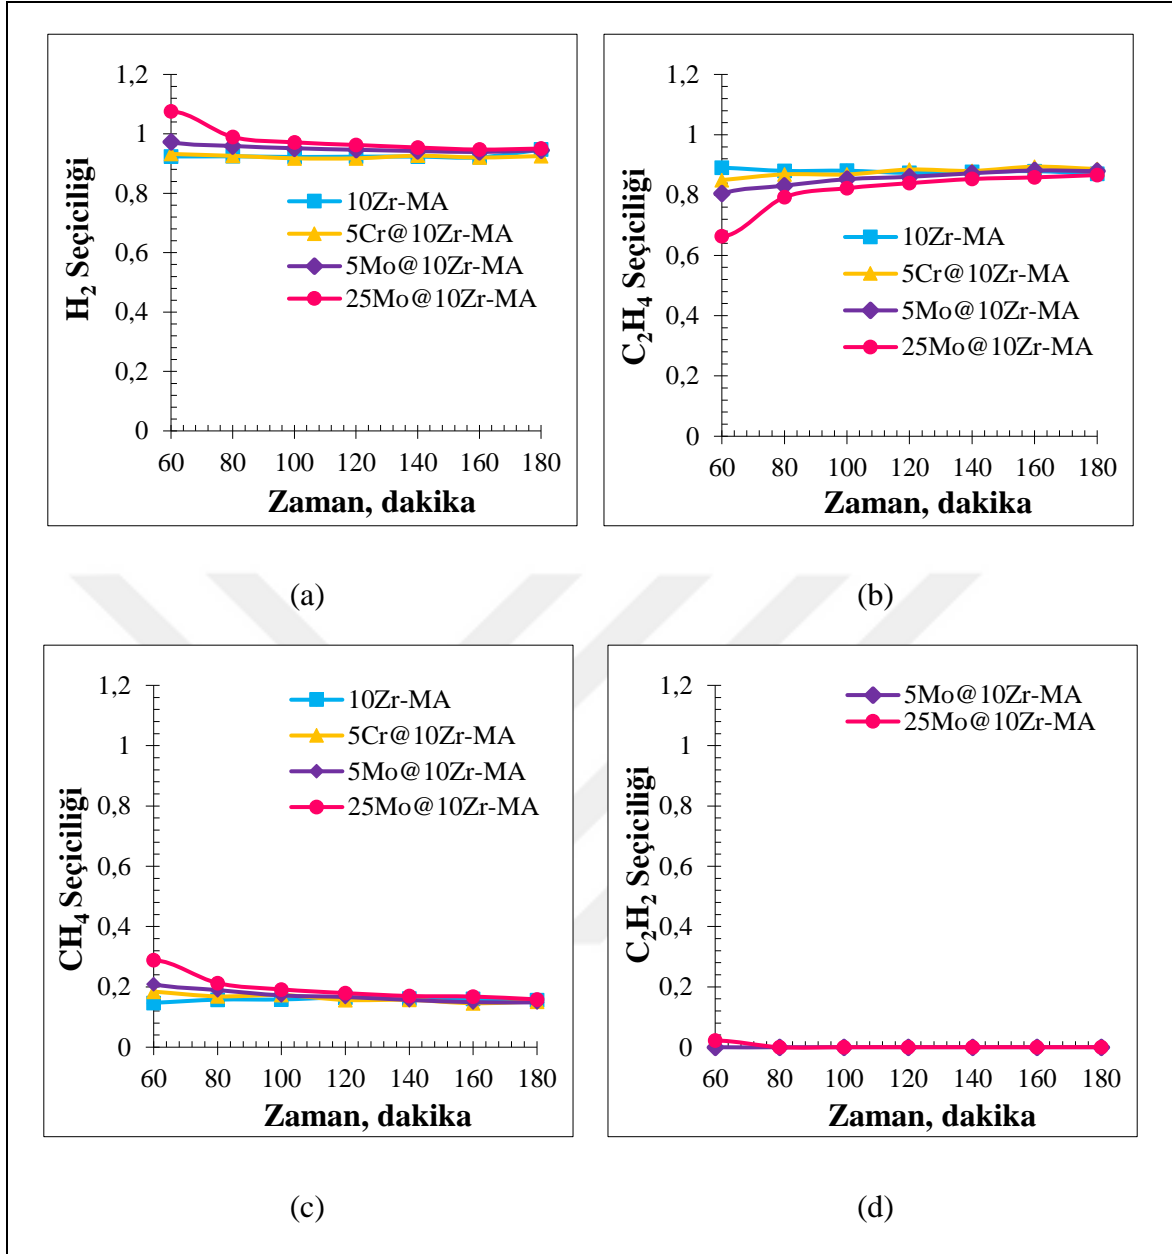 1,2
1
0,8
0,6
0,4
0,2
0
H₂ Seçiciliği
10Zr-MA
5Cr@10Zr-MA
5Mo@10Zr-MA
25Mo@10Zr-MA
60 80 100 120 140 160 180
Zaman, dakika
(a)
1,2
1
0,8
0,6
0,4
0,2
0
C₂H₄ Seçiciliği
10Zr-MA
5Cr@10Zr-MA
5Mo@10Zr-MA
25Mo@10Zr-MA
60 80 100 120 140 160 180
Zaman, dakika
(b)
1,2
1
0,8
0,6
0,4
0,2
0
CH₄ Seçiciliği
10Zr-MA
5Cr@10Zr-MA
5Mo@10Zr-MA
25Mo@10Zr-MA
60 80 100 120 140 160 180
Zaman, dakika
(c)
1,2
1
0,8
0,6
0,4
0,2
0
C₂H₂ Seçiciliği
5Mo@10Zr-MA
25Mo@10Zr-MA
60 80 100 120 140 160 180
Zaman, dakika
(d)